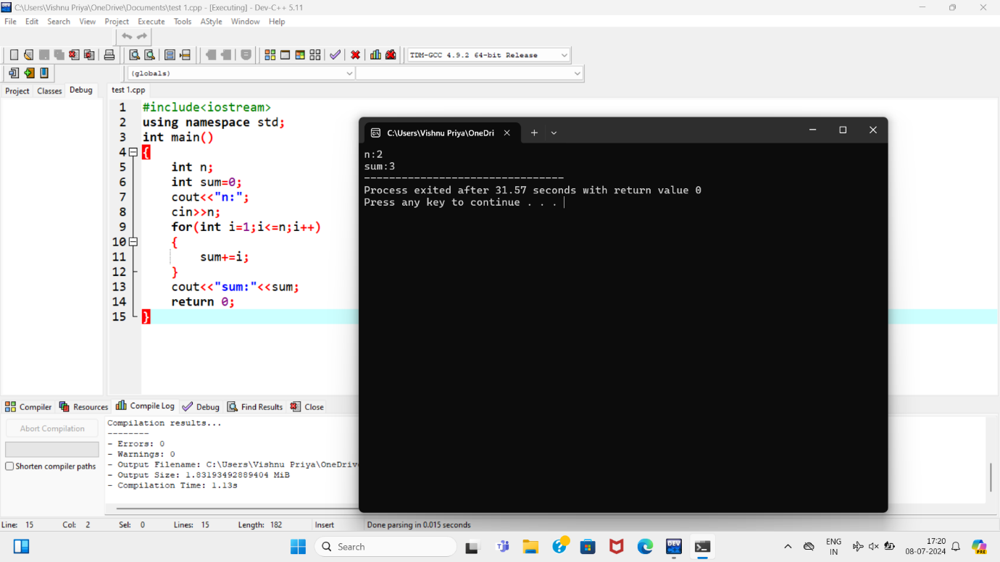 C:\Users\Vishnu Priya\OneDrive\Documents\test 1.cpp - [Executing] - Dev-C++ 5.11
File Edit Search View Project Execute Tools AStyle Window Help
TDM-GCC 4.9.2 64-bit Release
(globals)
Project Classes Debug
test 1.cpp
1 #include<iostream>
2 using namespace std;
3 int main()
4 {
5 int n;
6 int sum=0;
7 cout<<"n:";
8 cin>>n;
9 for(int i=1;i<=n;i++)
10 {
11 sum+=i;
12 }
13 cout<<"sum:"<<sum;
14 return 0;
15 }
C:\Users\Vishnu Priya\OneDri
n:2
sum:3
--------------------------------
Process exited after 31.57 seconds with return value 0
Press any key to continue . . .
Compiler Resources Compile Log Debug Find Results Close
Abort Compilation
Shorten compiler paths
Compilation results...
--------
- Errors: 0
- Warnings: 0
- Output Filename: C:\Users\Vishnu Priya\OneDriv
- Output Size: 1.83193492889404 MiB
- Compilation Time: 1.13s
Line: 15 Col: 2 Sel: 0 Lines: 15 Length: 182 Insert Done parsing in 0.015 seconds
Search
DEV
ENG
IN
17:20
08-07-2024
PRE